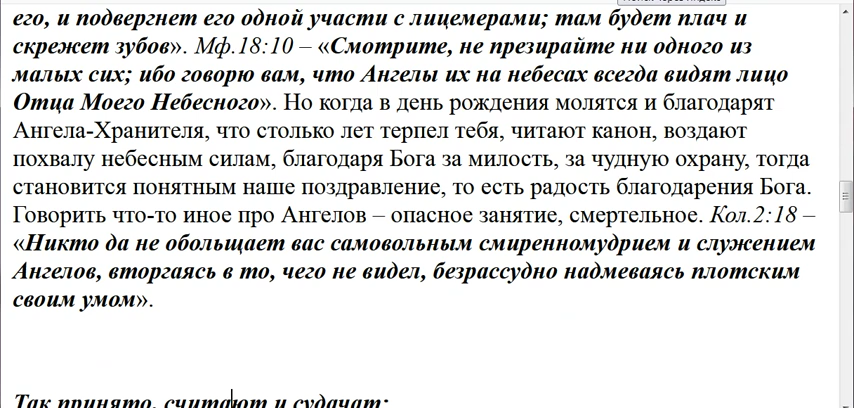 его, и подвергнет его одной участи с лицемерами; там будет плач и
скрежет зубов». Мф.18:10 – «Смотрите, не презирайте ни одного из
малых сих; ибо говорю вам, что Ангелы их на небесах всегда видят лицо
Отца Моего Небесного». Но когда в день рождения молятся и благодарят
Ангела-Хранителя, что столько лет терпел тебя, читают канон, воздают
похвалу небесным силам, благодаря Бога за милость, за чудную охрану, тогда
становится понятным наше поздравление, то есть радость благодарения Бога.
Говорить что-то иное про Ангелов – опасное занятие, смертельное. Кол.2:18 –
«Никто да не обольщает вас самовольным смиренномудрием и служением
Ангелов, вторгаясь в то, чего не видел, безрассудно надмеваясь плотским
своим умом».
Так принято, считают и судачат: